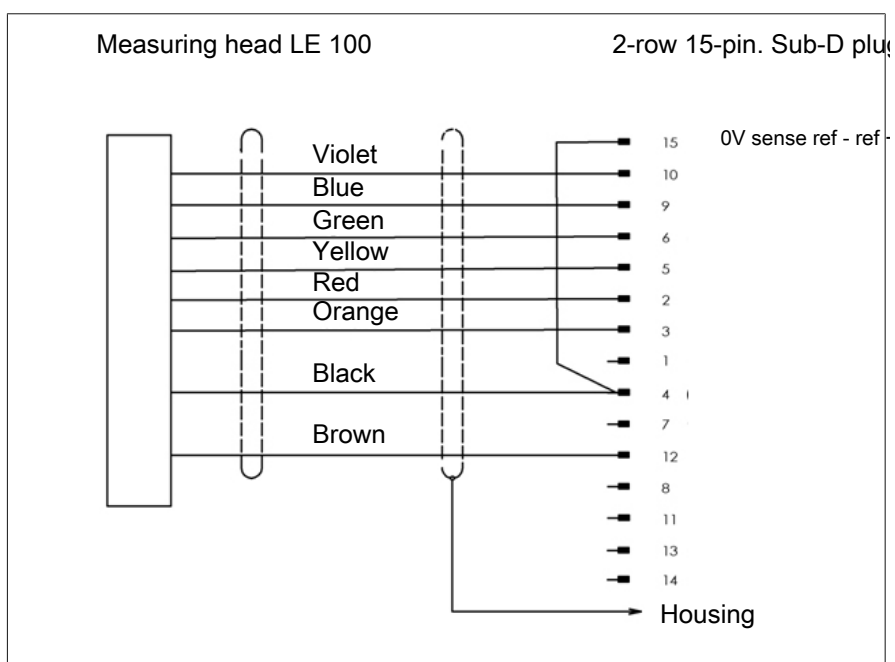 Measuring head LE 100
2-row 15-pin. Sub-D plug
15 0V sense ref - ref
Violet
10
Blue
9
Green
6
Yellow
5
Red
2
Orange
3
1
Black
4
7
Brown
12
8
11
13
14
Housing